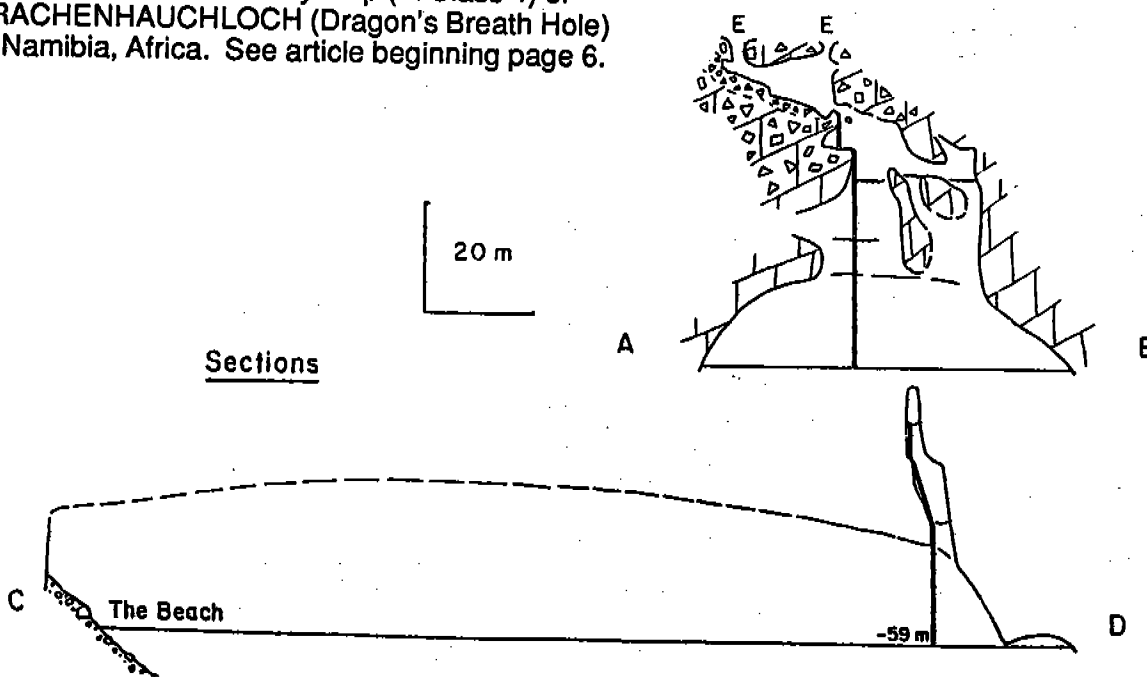 RACHENHAUCHLOCH (Dragon's Breath Hole)
Namibia, Africa. See article beginning page 6.
E E
20 m
A
Sections
C
The Beach
-59 m
D